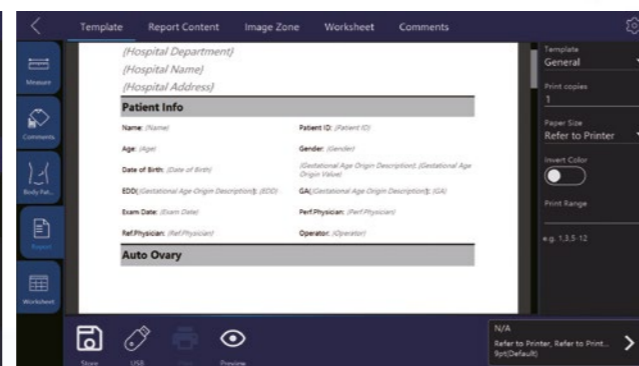 Template Report Content Image Zone Worksheet Comments
Measure
Comments
Body Pat...
Report
Worksheet
{Hospital Department}
{Hospital Name}
{Hospital Address}
Patient Info
Name: {Name} Patient ID: {Patient ID}
Age: {Age} Gender: {Gender}
Date of Birth: {Date of Birth} {Gestational Age Origin Description}: {Gestational Age Origin Value}
EDD({Gestational Age Origin Description}): {EDD} GA({Gestational Age Origin Description}): {GA}
Exam Date: {Exam Date} Perf.Physician: {Perf.Physician}
Ref.Physician: {Ref.Physician} Operator: {Operator}
Auto Ovary
Template
General
Print copies
1
Paper Size
Refer to Printer
Invert Color
Print Range
e.g. 1,3,5-12
Store USB Preview
N/A
Refer to Printer, Refer to Print...
9pt(Default)